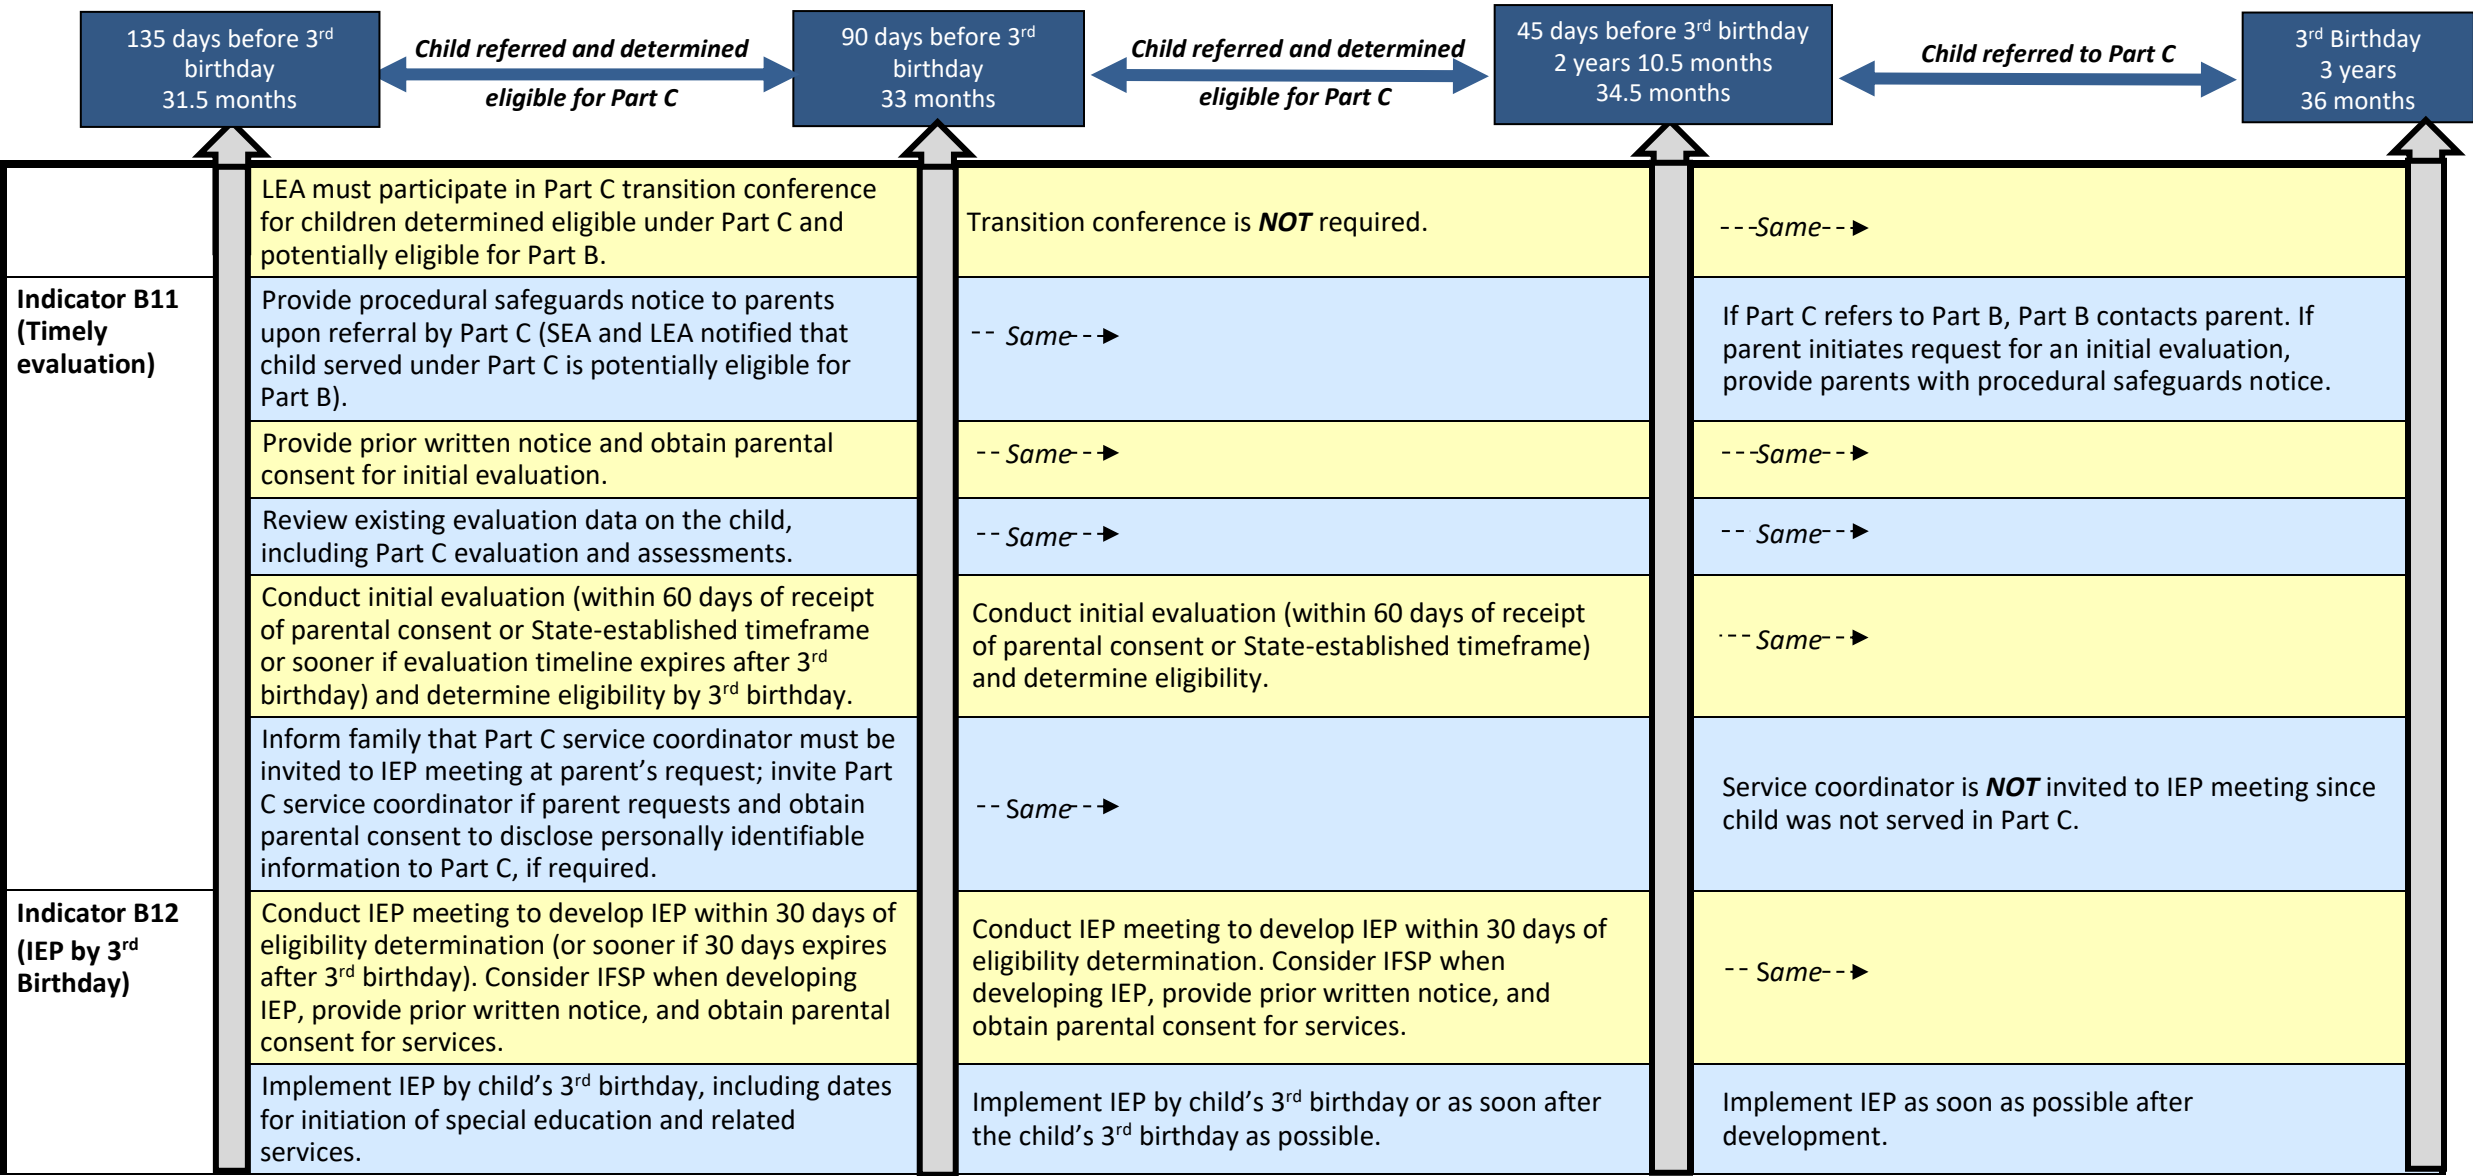 135 days before 3rd
birthday
31.5 months
Child referred and determined
eligible for Part C
90 days before 3rd
birthday
33 months
Child referred and determined
eligible for Part C
45 days before 3rd birthday
2 years 10.5 months
34.5 months
Child referred to Part C
3rd Birthday
3 years
36 months
LEA must participate in Part C transition conference
for children determined eligible under Part C and
potentially eligible for Part B.
Transition conference is NOT required.
---Same--
Indicator B11
(Timely
evaluation)
Provide procedural safeguards notice to parents
upon referral by Part C (SEA and LEA notified that
child served under Part C is potentially eligible for
Part B).
-- Same--
If Part C refers to Part B, Part B contacts parent. If
parent initiates request for an initial evaluation,
provide parents with procedural safeguards notice.
Provide prior written notice and obtain parental
consent for initial evaluation.
-- Same--
---Same--
Review existing evaluation data on the child,
including Part C evaluation and assessments.
-- Same--
-- Same--
Conduct initial evaluation (within 60 days of receipt
of parental consent or State-established timeframe
or sooner if evaluation timeline expires after 3rd
birthday) and determine eligibility by 3rd birthday.
Conduct initial evaluation (within 60 days of receipt
of parental consent or State-established timeframe)
and determine eligibility.
--- Same--
Inform family that Part C service coordinator must be
invited to IEP meeting at parent’s request; invite Part
C service coordinator if parent requests and obtain
parental consent to disclose personally identifiable
information to Part C, if required.
-- Same--
Service coordinator is NOT invited to IEP meeting since
child was not served in Part C.
Indicator B12
(IEP by 3rd
Birthday)
Conduct IEP meeting to develop IEP within 30 days of
eligibility determination (or sooner if 30 days expires
after 3rd birthday). Consider IFSP when developing
IEP, provide prior written notice, and obtain parental
consent for services.
Conduct IEP meeting to develop IEP within 30 days of
eligibility determination. Consider IFSP when
developing IEP, provide prior written notice, and
obtain parental consent for services.
-- Same--
Implement IEP by child’s 3rd birthday, including dates
for initiation of special education and related
services.
Implement IEP by child’s 3rd birthday or as soon after
the child’s 3rd birthday as possible.
Implement IEP as soon as possible after
development.